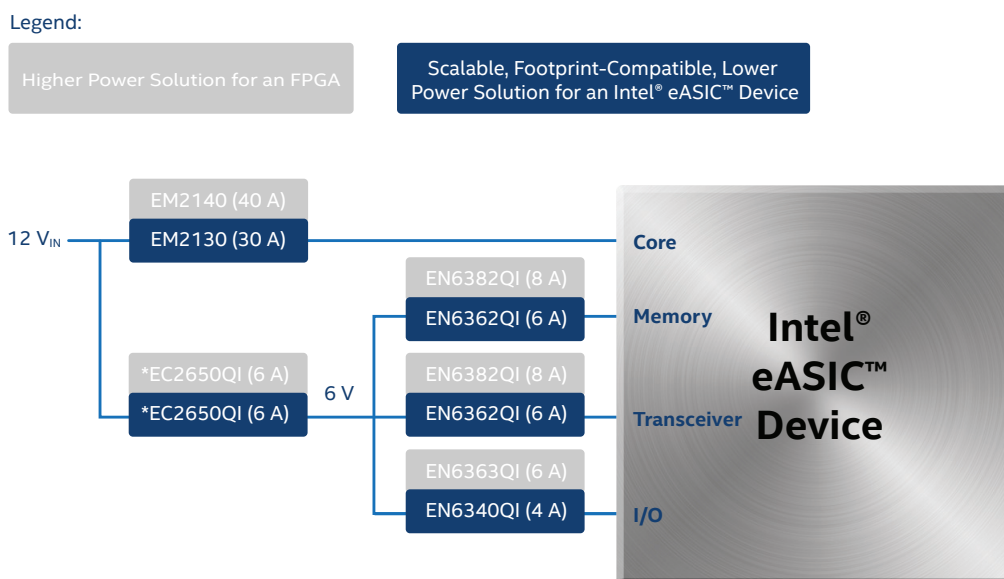 Legend:
Higher Power Solution for an FPGA
Scalable, Footprint-Compatible, Lower
Power Solution for an Intel® eASIC™ Device
EM2140 (40 A)
12 VIN
EM2130 (30 A)
Core
EN6382QI (8 A)
EN6362QI (6 A)
Memory
*EC2650QI (6 A)
*EC2650QI (6 A)
6 V
EN6382QI (8 A)
EN6362QI (6 A)
Transceiver
EN6363QI (6 A)
EN6340QI (4 A)
I/O
Intel®
eASIC™
Device